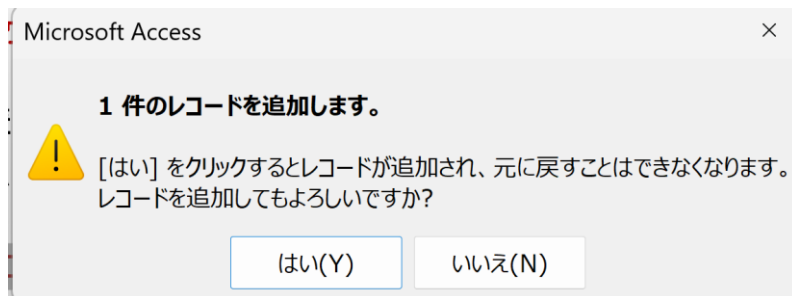 Microsoft Access
1 件のレコードを追加します。
[はい] をクリックするとレコードが追加され、元に戻すことはできなくなります。
レコードを追加してもよろしいですか?
はい(Y)
いいえ(N)